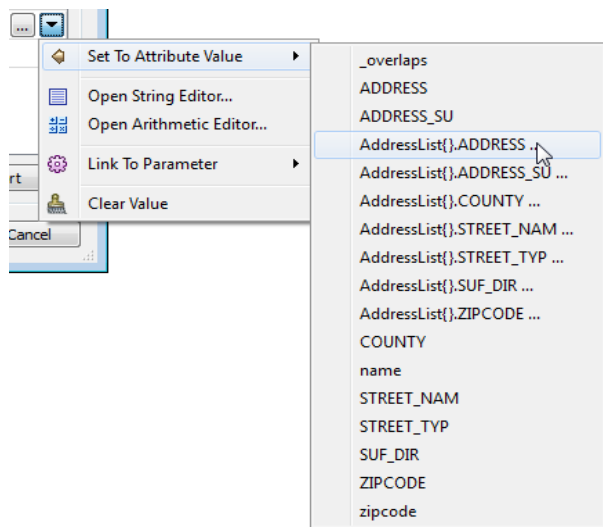 ...
Set To Attribute Value
Open String Editor...
Open Arithmetic Editor...
Link To Parameter
Clear Value
rt
Cancel
_overlaps
ADDRESS
ADDRESS_SU
AddressList{}.ADDRESS ...
AddressList{}.ADDRESS_SU ...
AddressList{}.COUNTY ...
AddressList{}.STREET_NAM ...
AddressList{}.STREET_TYP ...
AddressList{}.SUF_DIR ...
AddressList{}.ZIPCODE ...
COUNTY
name
STREET_NAM
STREET_TYP
SUF_DIR
ZIPCODE
zipcode